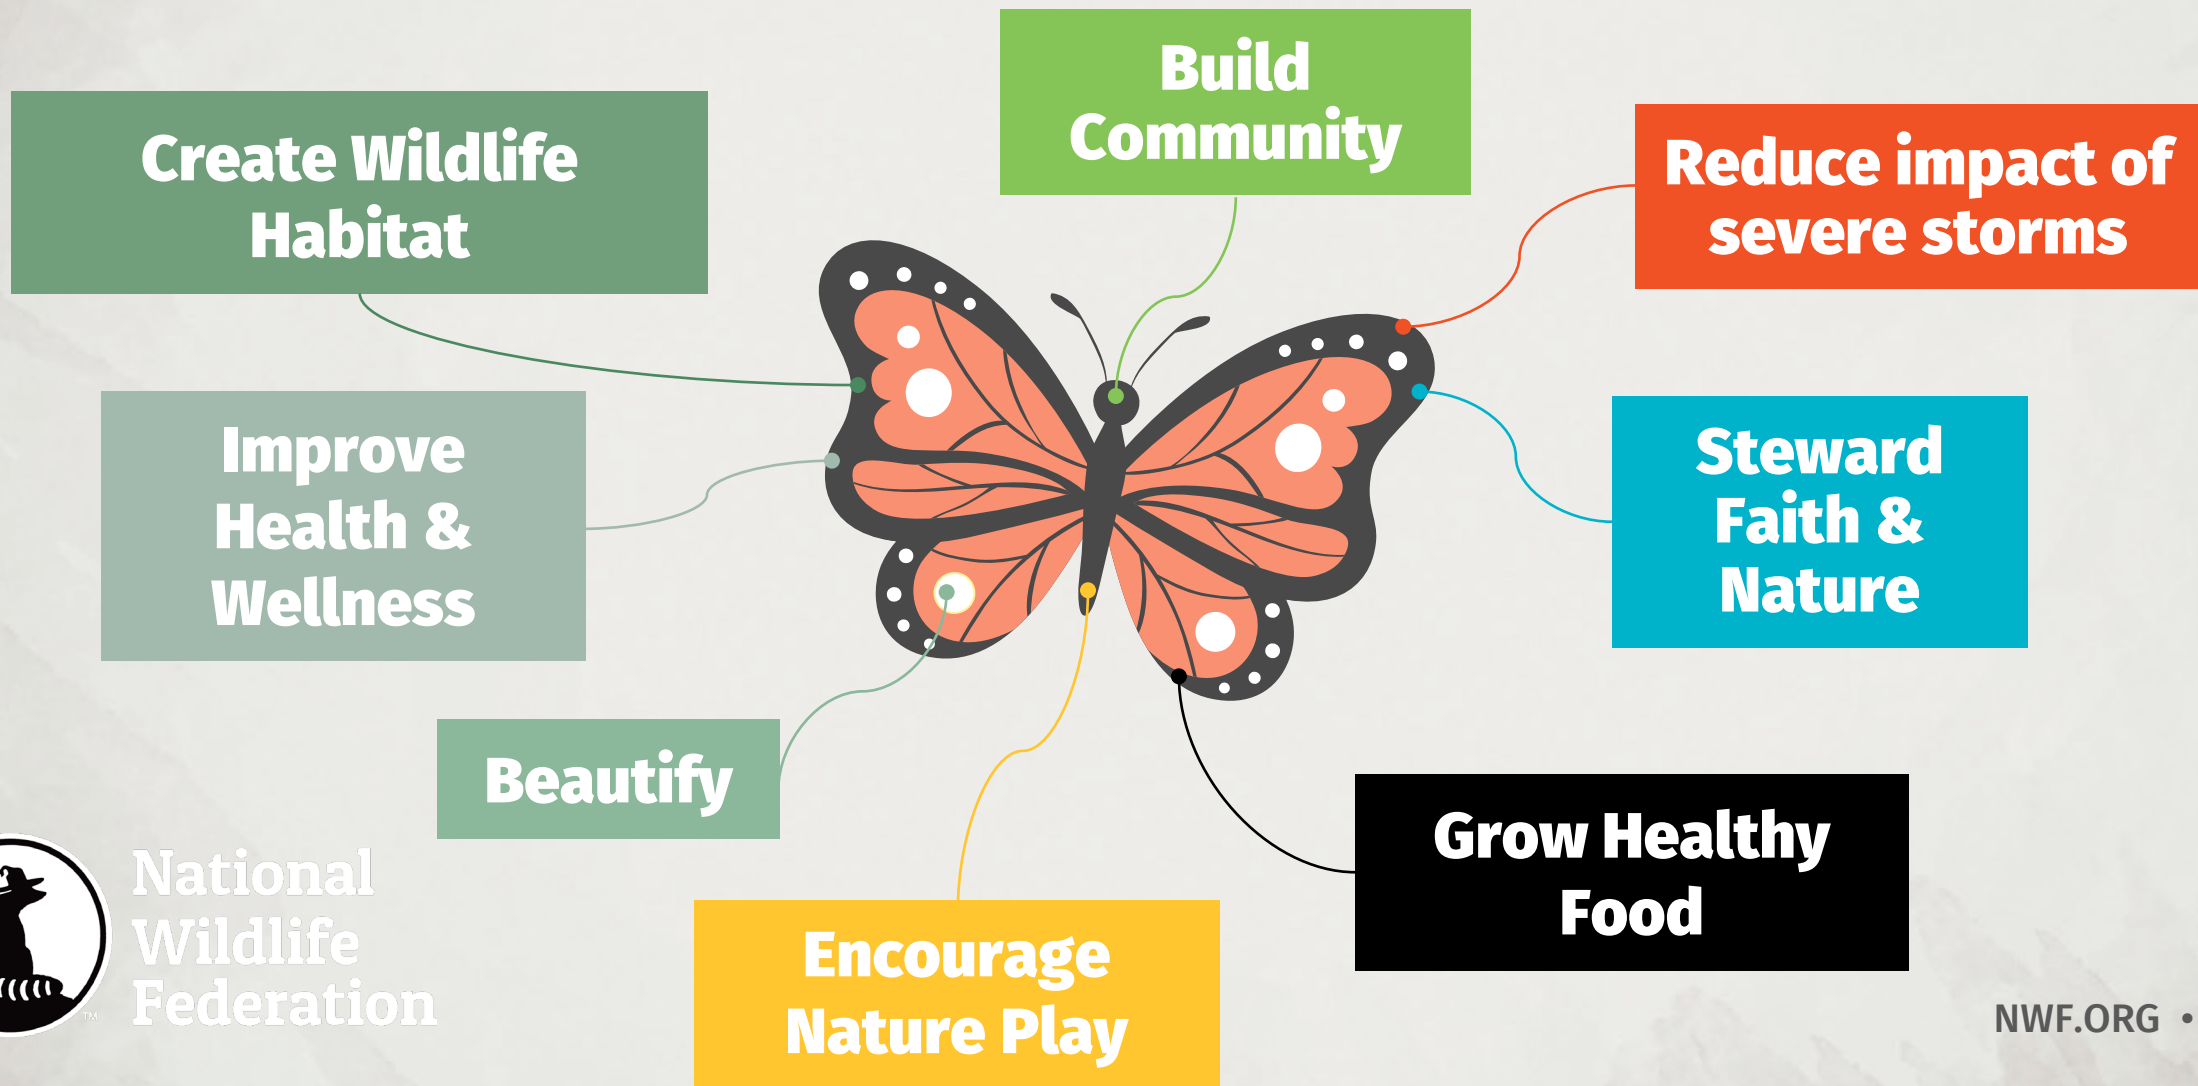 Build
Community
Create Wildlife
Habitat
Reduce impact of
severe storms
Improve
Health &
Wellness
Steward
Faith &
Nature
Beautify
Grow Healthy
Food
National
Wildlife
Federation
TM
Encourage
Nature Play
NWF.ORG •